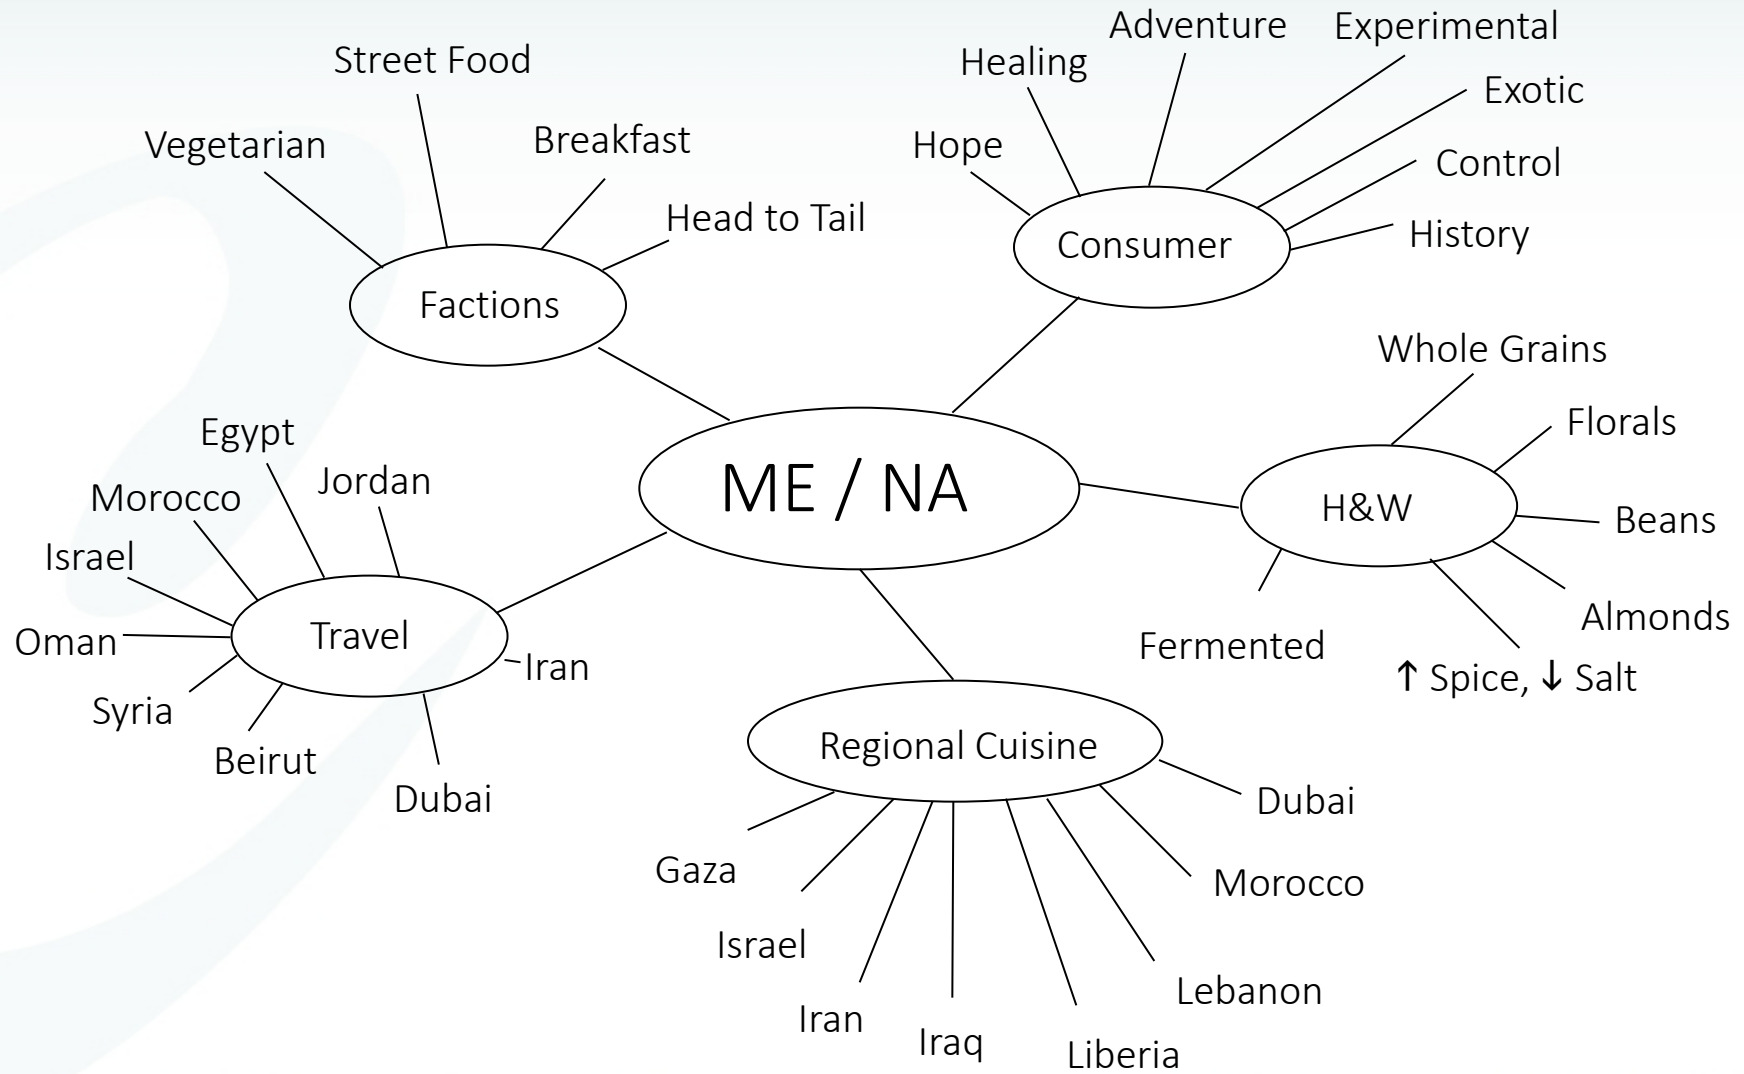 Street Food
Vegetarian
Breakfast
Head to Tail
Factions
Adventure
Experimental
Healing
Exotic
Hope
Control
History
Consumer
ME / NA
Whole Grains
Florals
H&W
Beans
Almonds
Fermented
↑ Spice, ↓ Salt
Egypt
Jordan
Morocco
Israel
Travel
Oman
Iran
Syria
Beirut
Dubai
Regional Cuisine
Dubai
Gaza
Morocco
Israel
Lebanon
Iran
Iraq
Liberia